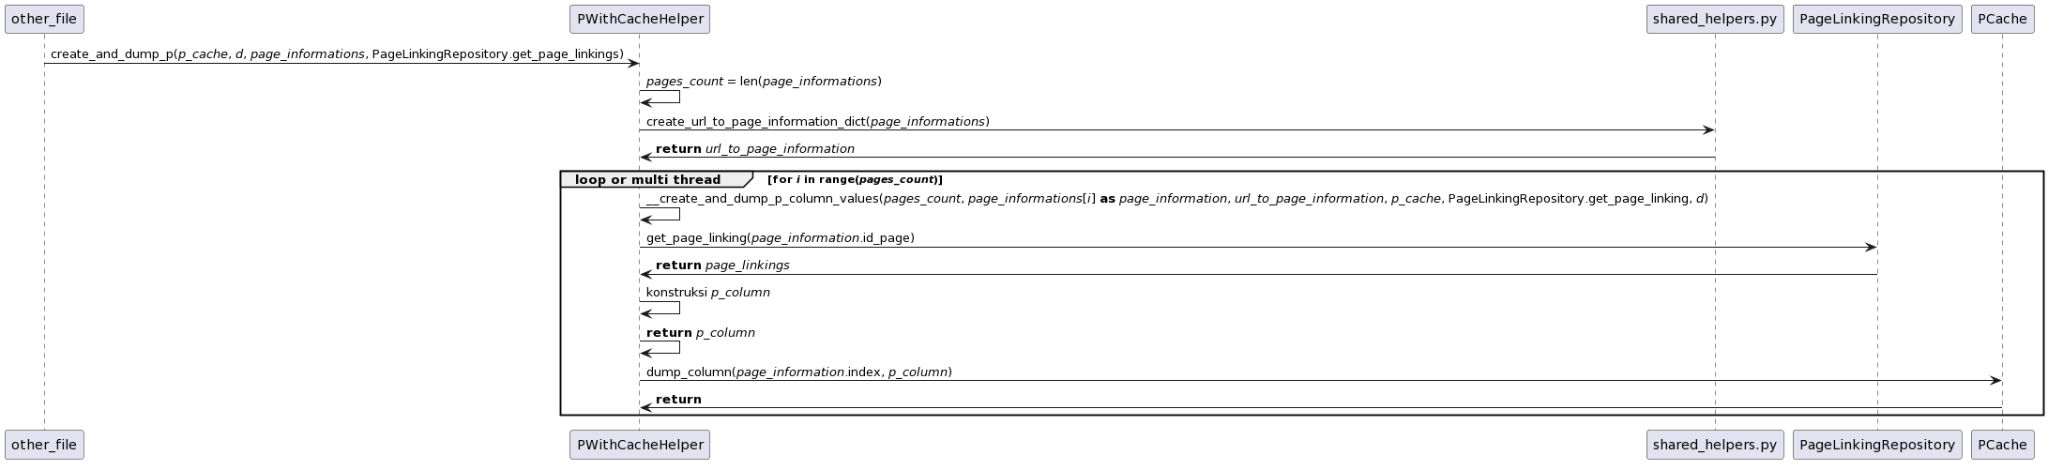 other_file PWithCacheHelper shared_helpers.py PageLinkingRepository PCache
create_and_dump_p(p_cache, d, page_informations, PageLinkingRepository.get_page_linkings)
pages_count = len(page_informations)
create_url_to_page_information_dict(page_informations)
return url_to_page_information
loop or multi thread [for i in range(pages_count)]
__create_and_dump_p_column_values(pages_count, page_informations[i] as page_information, url_to_page_information, p_cache, PageLinkingRepository.get_page_linking, d)
get_page_linking(page_information.id_page)
return page_linkings
konstruksi p_column
return p_column
dump_column(page_information.index, p_column)
return
other_file PWithCacheHelper shared_helpers.py PageLinkingRepository PCache